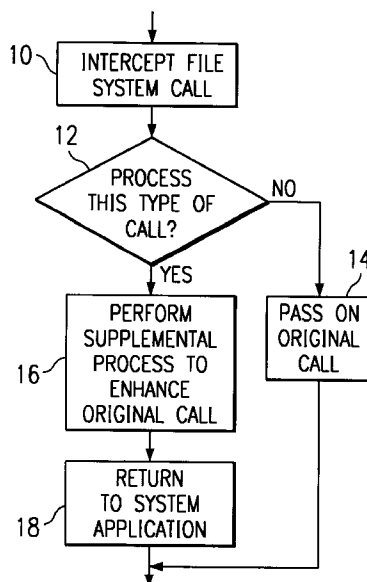 10
INTERCEPT FILE
SYSTEM CALL
12
PROCESS
THIS TYPE OF
CALL?
NO
YES
14
PASS ON
ORIGINAL
CALL
16
PERFORM
SUPPLEMENTAL
PROCESS TO
ENHANCE
ORIGINAL CALL
18
RETURN
TO SYSTEM
APPLICATION